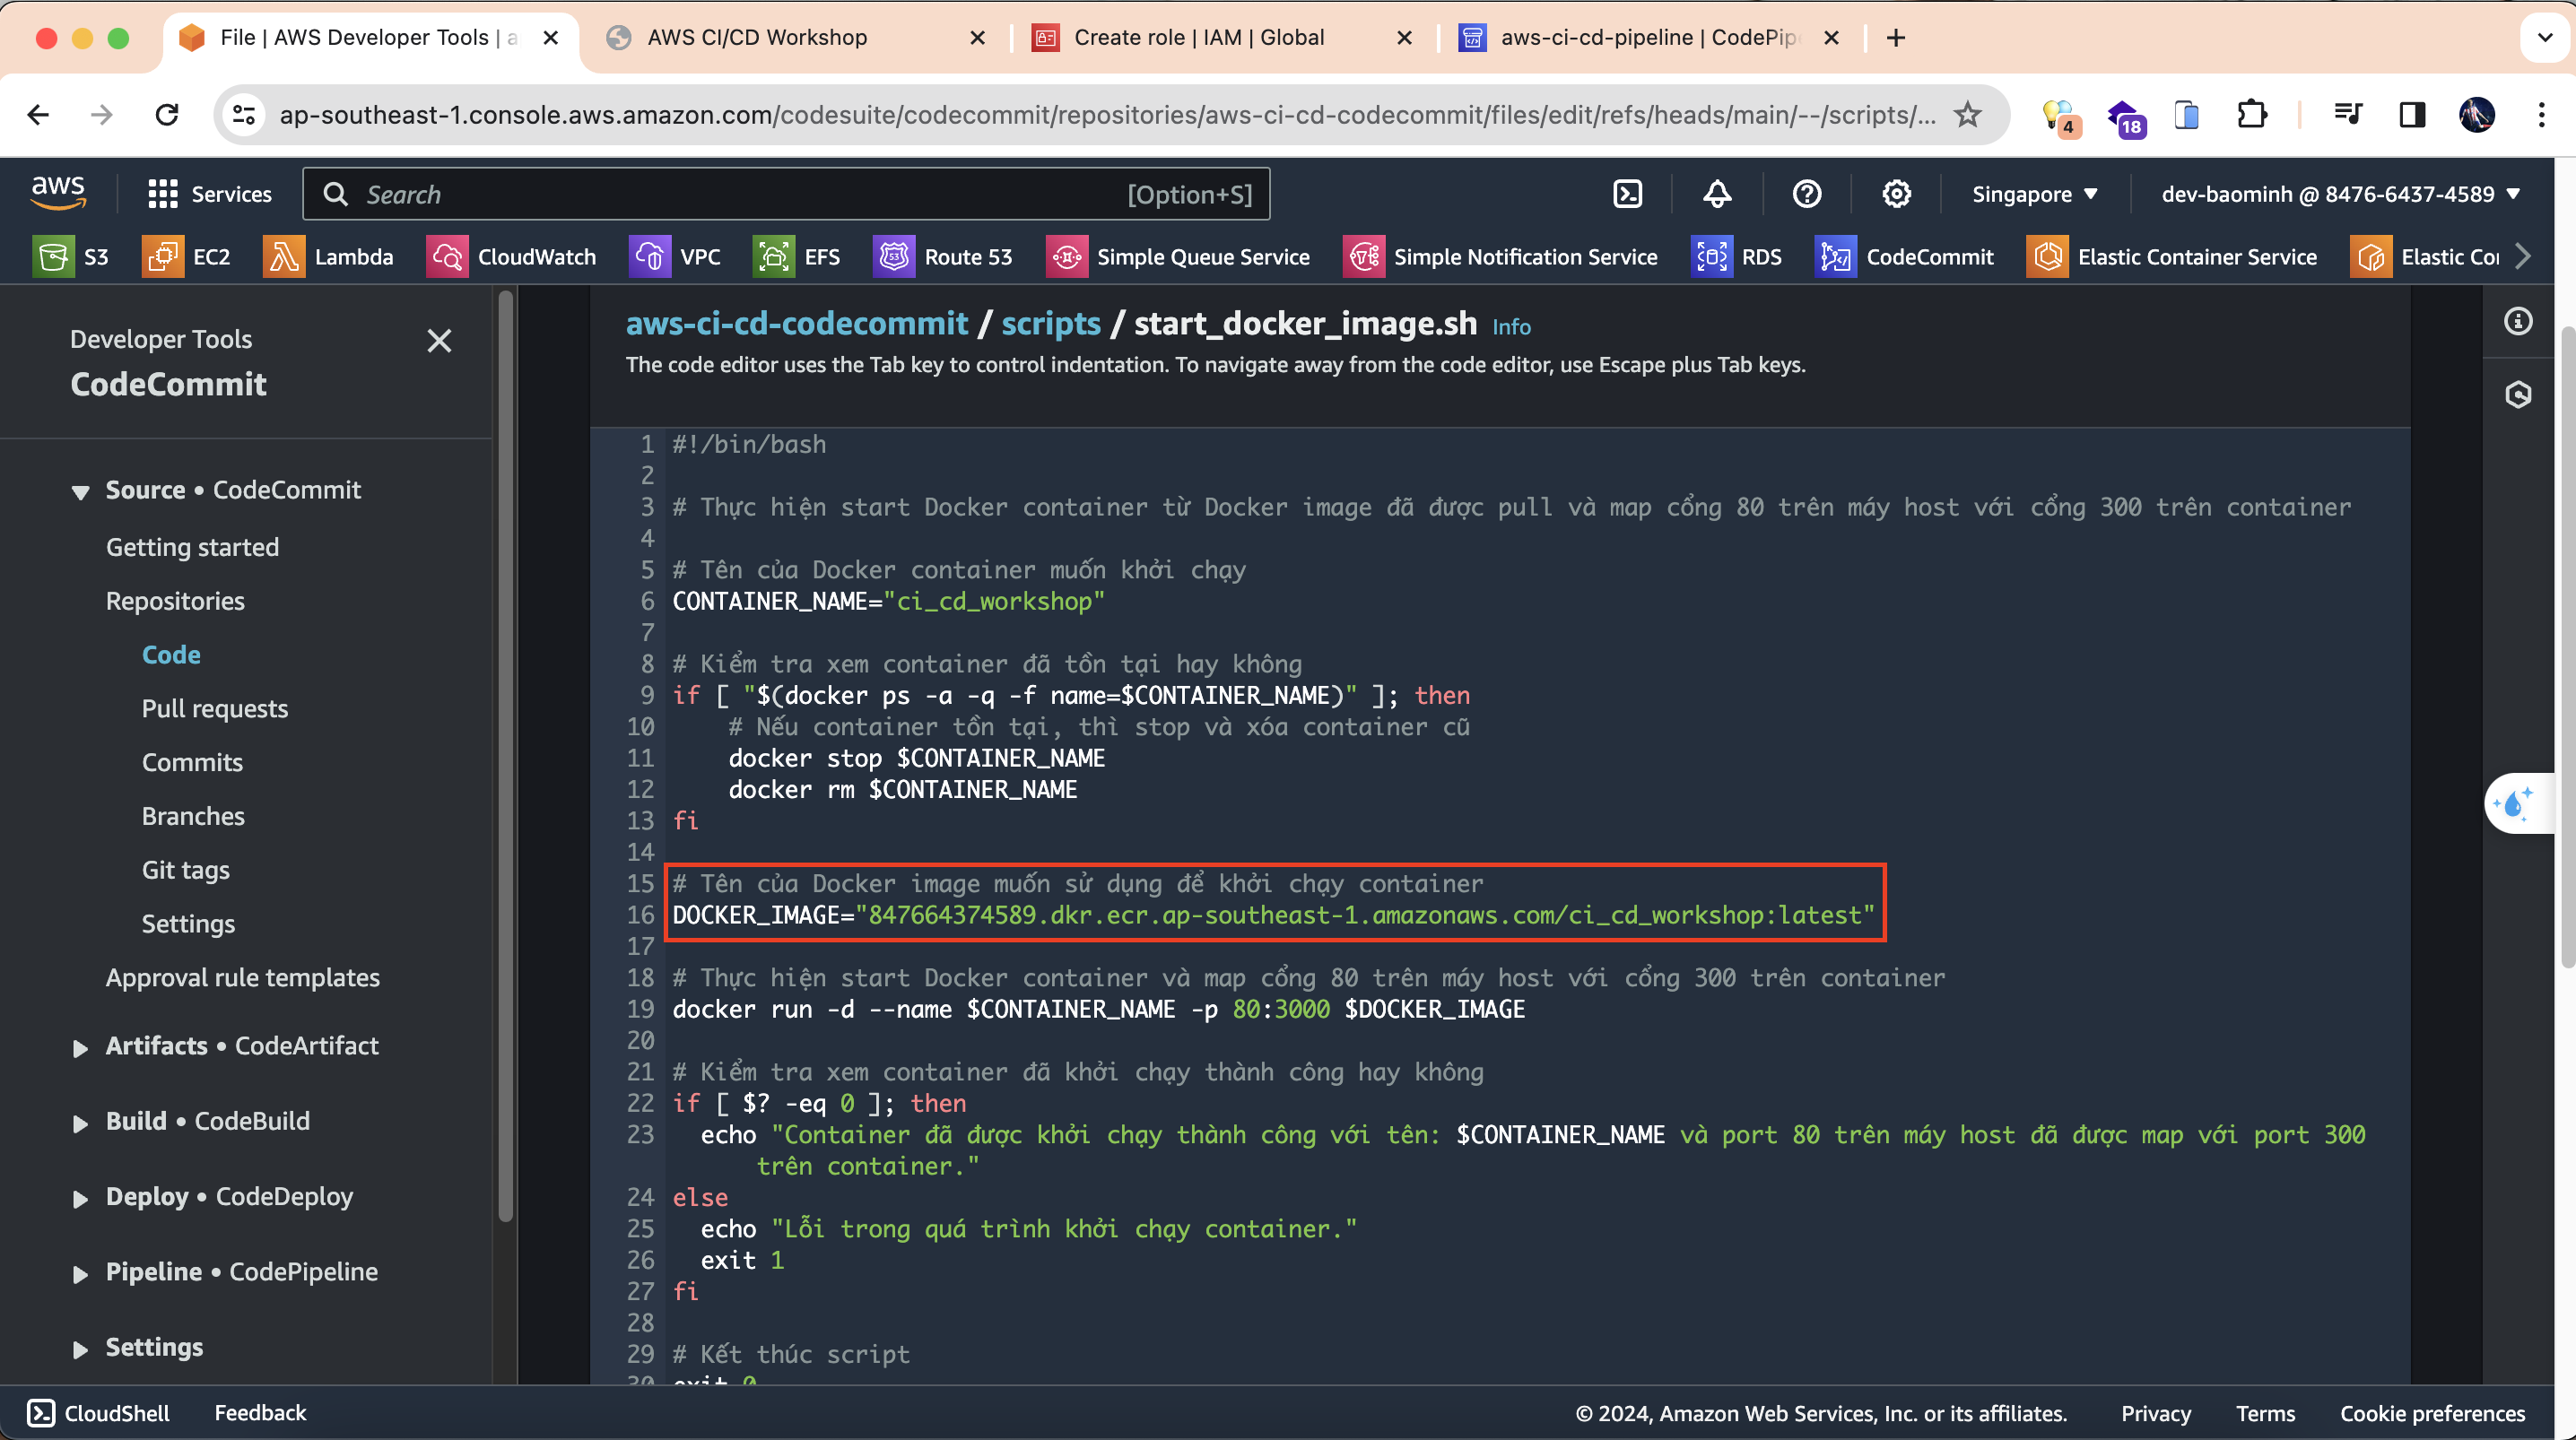 File | AWS Developer Tools | a
AWS CI/CD Workshop
Create role | IAM | Global
aws-ci-cd-pipeline | CodePip
ap-southeast-1.console.aws.amazon.com/codesuite/codecommit/repositories/aws-ci-cd-codecommit/files/edit/refs/heads/main/--/scripts/...
4
18
aws
Services
Search
[Option+S]
Singapore
dev-baominh @ 8476-6437-4589
S3
EC2
Lambda
CloudWatch
VPC
EFS
Route 53
Simple Queue Service
Simple Notification Service
RDS
CodeCommit
Elastic Container Service
Elastic Co
Developer Tools
CodeCommit
Source • CodeCommit
Getting started
Repositories
Code
Pull requests
Commits
Branches
Git tags
Settings
Approval rule templates
Artifacts • CodeArtifact
Build • CodeBuild
Deploy • CodeDeploy
Pipeline • CodePipeline
Settings
aws-ci-cd-codecommit / scripts / start_docker_image.sh Info
The code editor uses the Tab key to control indentation. To navigate away from the code editor, use Escape plus Tab keys.
1 #!/bin/bash
2
3 # Thực hiện start Docker container từ Docker image đã được pull và map cổng 80 trên máy host với cổng 300 trên container
4
5 # Tên của Docker container muốn khởi chạy
6 CONTAINER_NAME="ci_cd_workshop"
7
8 # Kiểm tra xem container đã tồn tại hay không
9 if [ "$(docker ps -a -q -f name=$CONTAINER_NAME)" ]; then
10 # Nếu container tồn tại, thì stop và xóa container cũ
11 docker stop $CONTAINER_NAME
12 docker rm $CONTAINER_NAME
13 fi
14
15 # Tên của Docker image muốn sử dụng để khởi chạy container
16 DOCKER_IMAGE="847664374589.dkr.ecr.ap-southeast-1.amazonaws.com/ci_cd_workshop:latest"
17
18 # Thực hiện start Docker container và map cổng 80 trên máy host với cổng 300 trên container
19 docker run -d --name $CONTAINER_NAME -p 80:3000 $DOCKER_IMAGE
20
21 # Kiểm tra xem container đã khởi chạy thành công hay không
22 if [ $? -eq 0 ]; then
23 echo "Container đã được khởi chạy thành công với tên: $CONTAINER_NAME và port 80 trên máy host đã được map với port 300
trên container."
24 else
25 echo "Lỗi trong quá trình khởi chạy container."
26 exit 1
27 fi
28
29 # Kết thúc script
30 exit 0
CloudShell
Feedback
© 2024, Amazon Web Services, Inc. or its affiliates.
Privacy
Terms
Cookie preferences